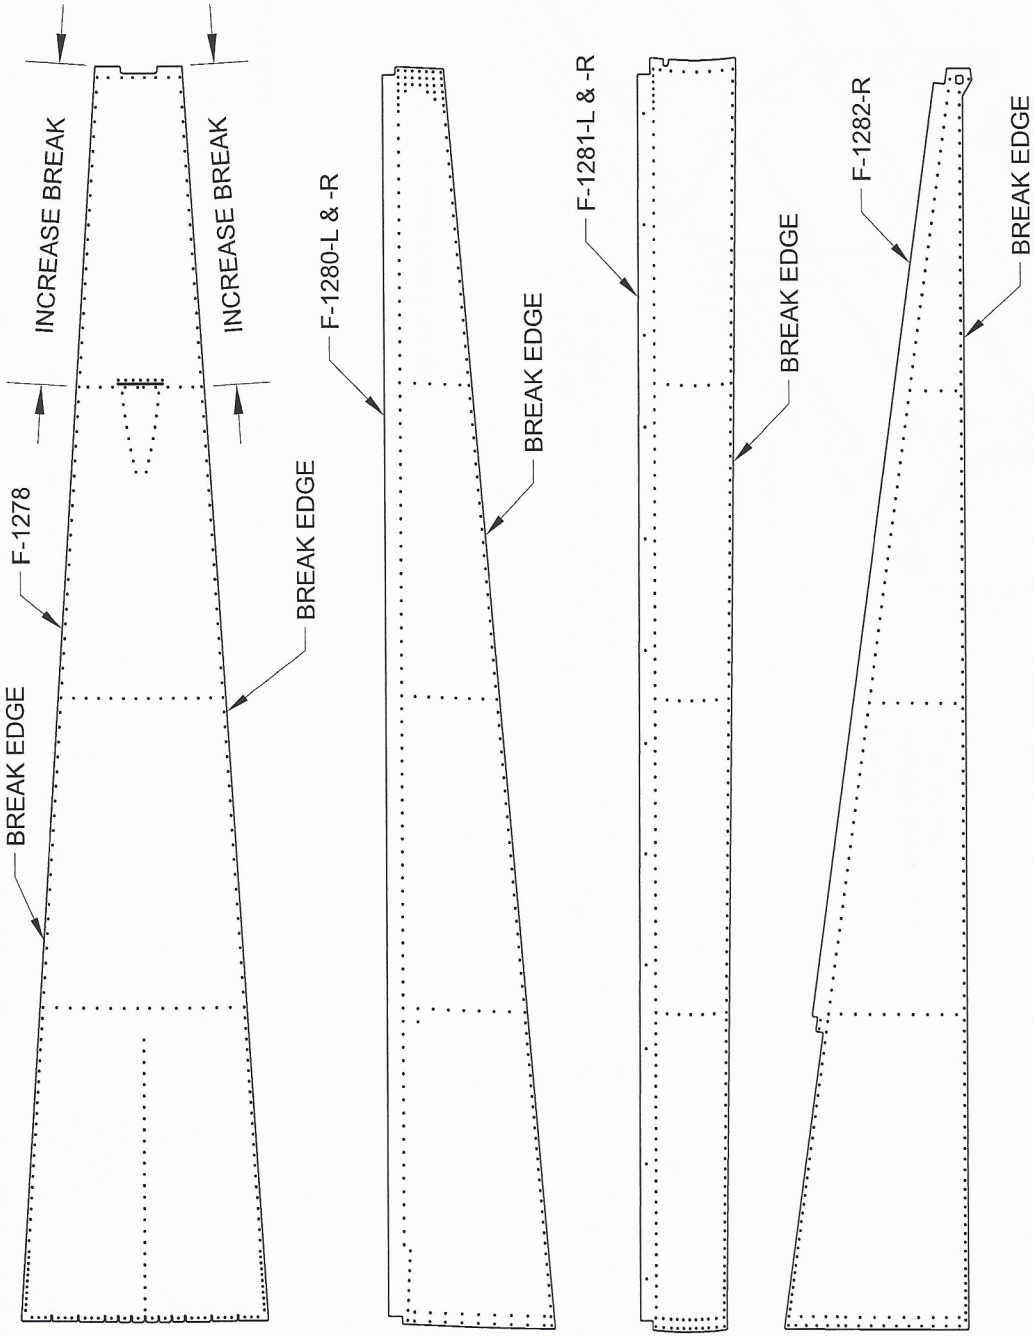 INCREASE BREAK
INCREASE BREAK
F-1278
BREAK EDGE
BREAK EDGE
F-1280-L & -R
BREAK EDGE
F-1281-L & -R
BREAK EDGE
F-1282-R
BREAK EDGE